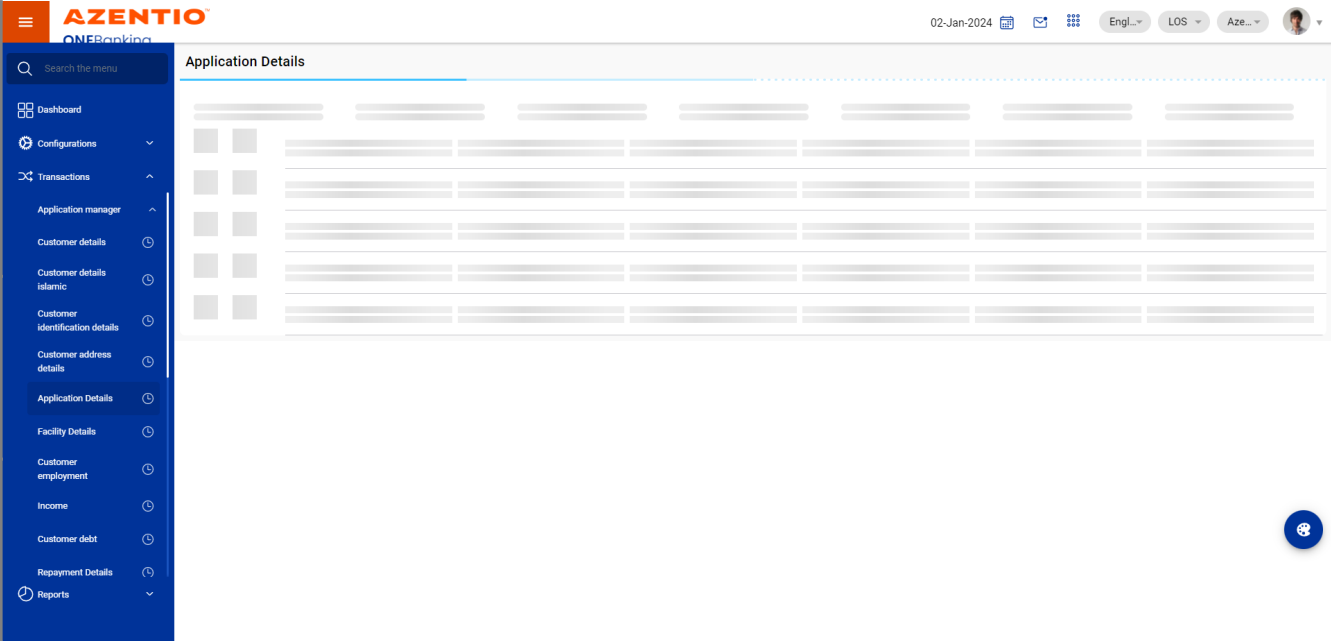 AZENTIO™
ONEBanking
02-Jan-2024
Engl...
LOS
Aze...
Search the menu
Application Details
Dashboard
Configurations
Transactions
Application manager
Customer details
Customer details
islamic
Customer
identification details
Customer address
details
Application Details
Facility Details
Customer
employment
Income
Customer debt
Repayment Details
Reports